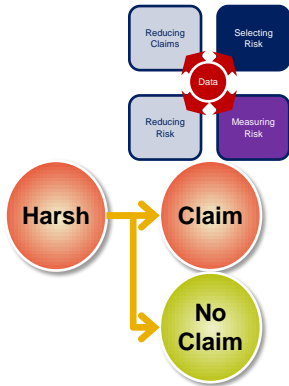 Reducing
Claims
Selecting
Risk
Data
Reducing
Risk
Measuring
Risk
Harsh
Claim
No
Claim